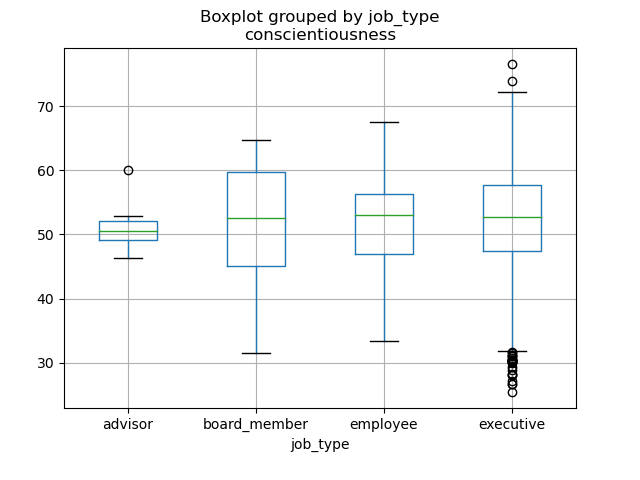 Boxplot grouped by job_type
conscientiousness
70
60
50
40
30
advisor
board_member
employee
executive
job_type